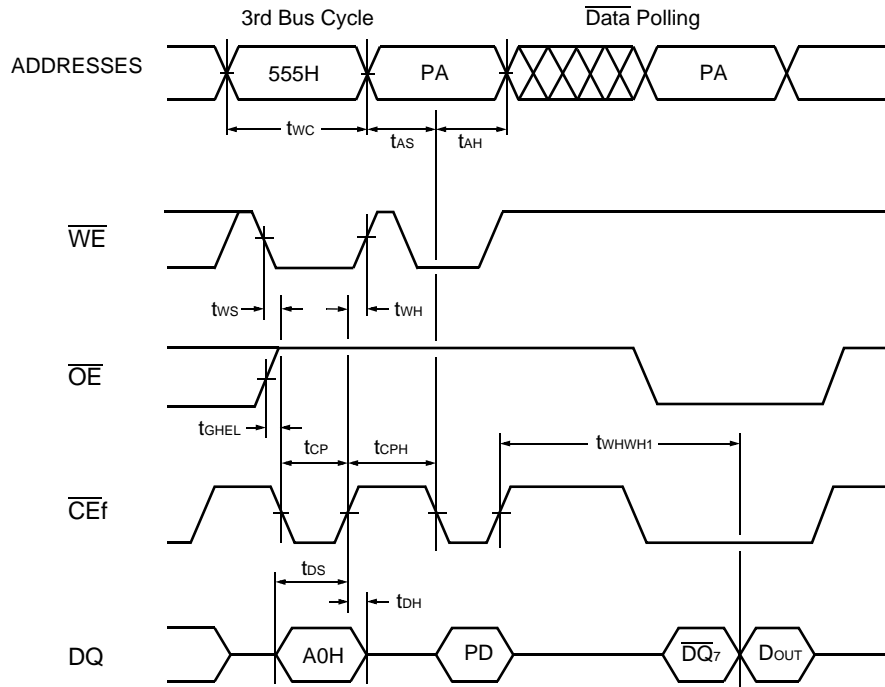 3rd Bus Cycle
Data Polling
ADDRESSES
555H
PA
PA
tWC
tAS
tAH
WE
tWS
tWH
OE
tGHEL
tCP
tCPH
tWHWH1
CEf
tDS
tDH
DQ
A0H
PD
DQ7
DOUT